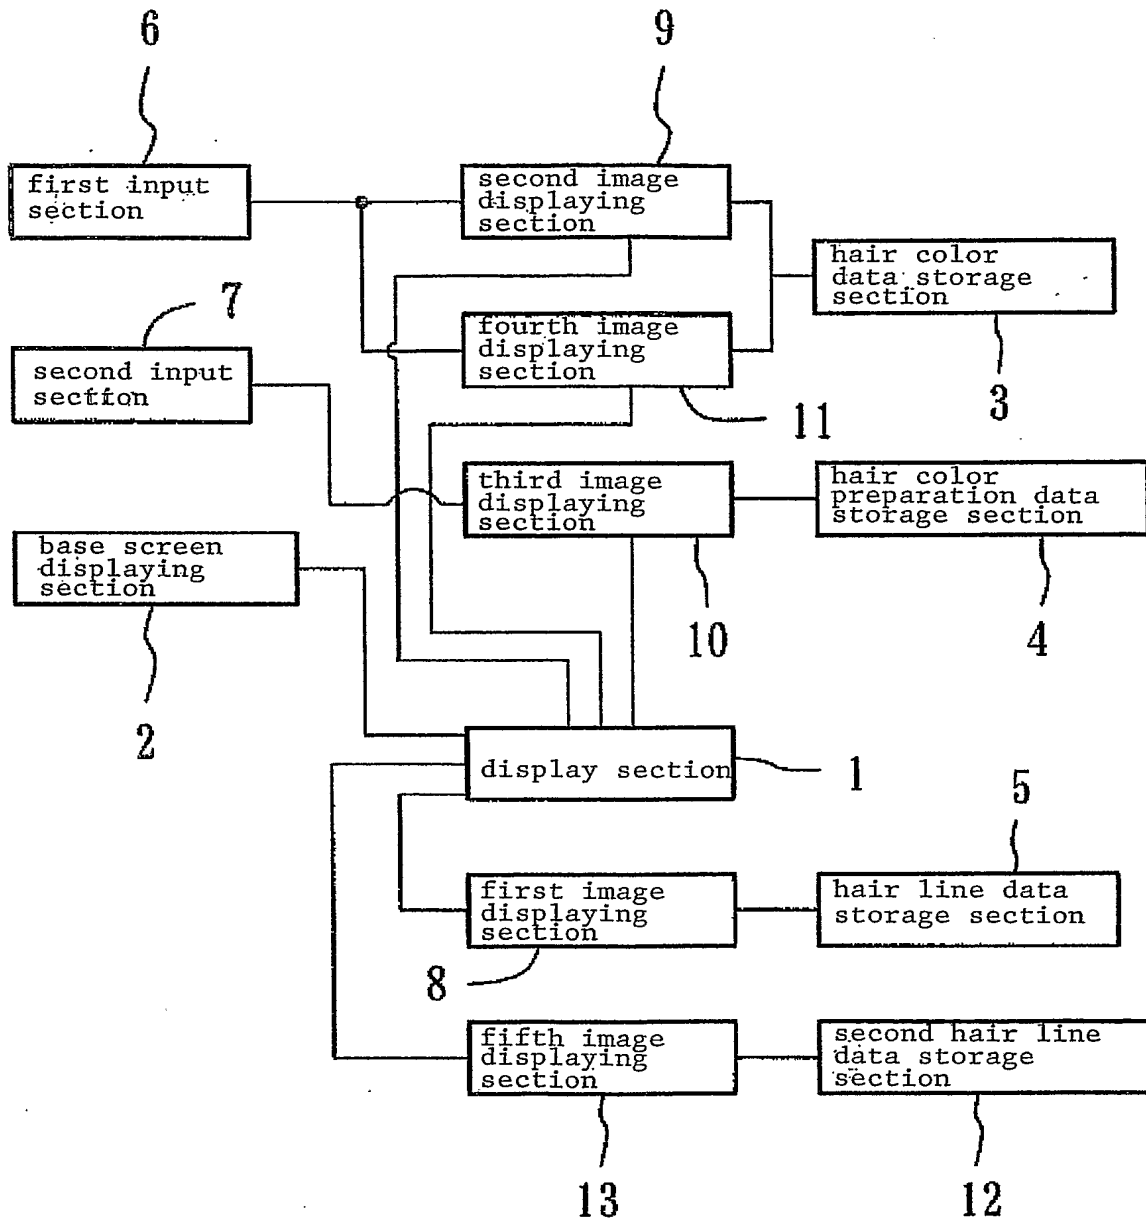 6
9
first input
section
second image
displaying
section
hair color
data storage
section
7
fourth image
displaying
section
second input
section
3
11
third image
displaying
section
hair color
preparation data
storage section
base screen
displaying
section
10
4
2
display section
1
5
first image
displaying
section
hair line data
storage section
8
fifth image
displaying
section
second hair line
data storage
section
13
12